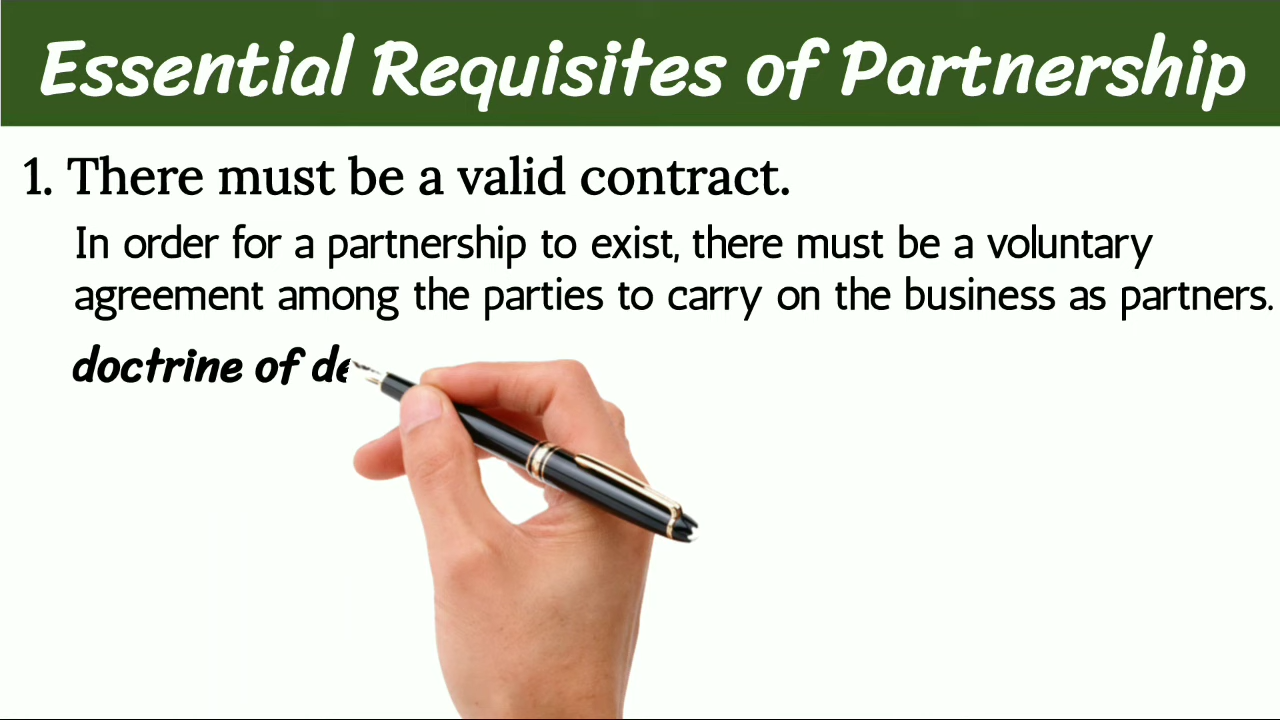 Essential Requisites of Partnership
1. There must be a valid contract.
In order for a partnership to exist, there must be a voluntary
agreement among the parties to carry on the business as partners.
doctrine of de